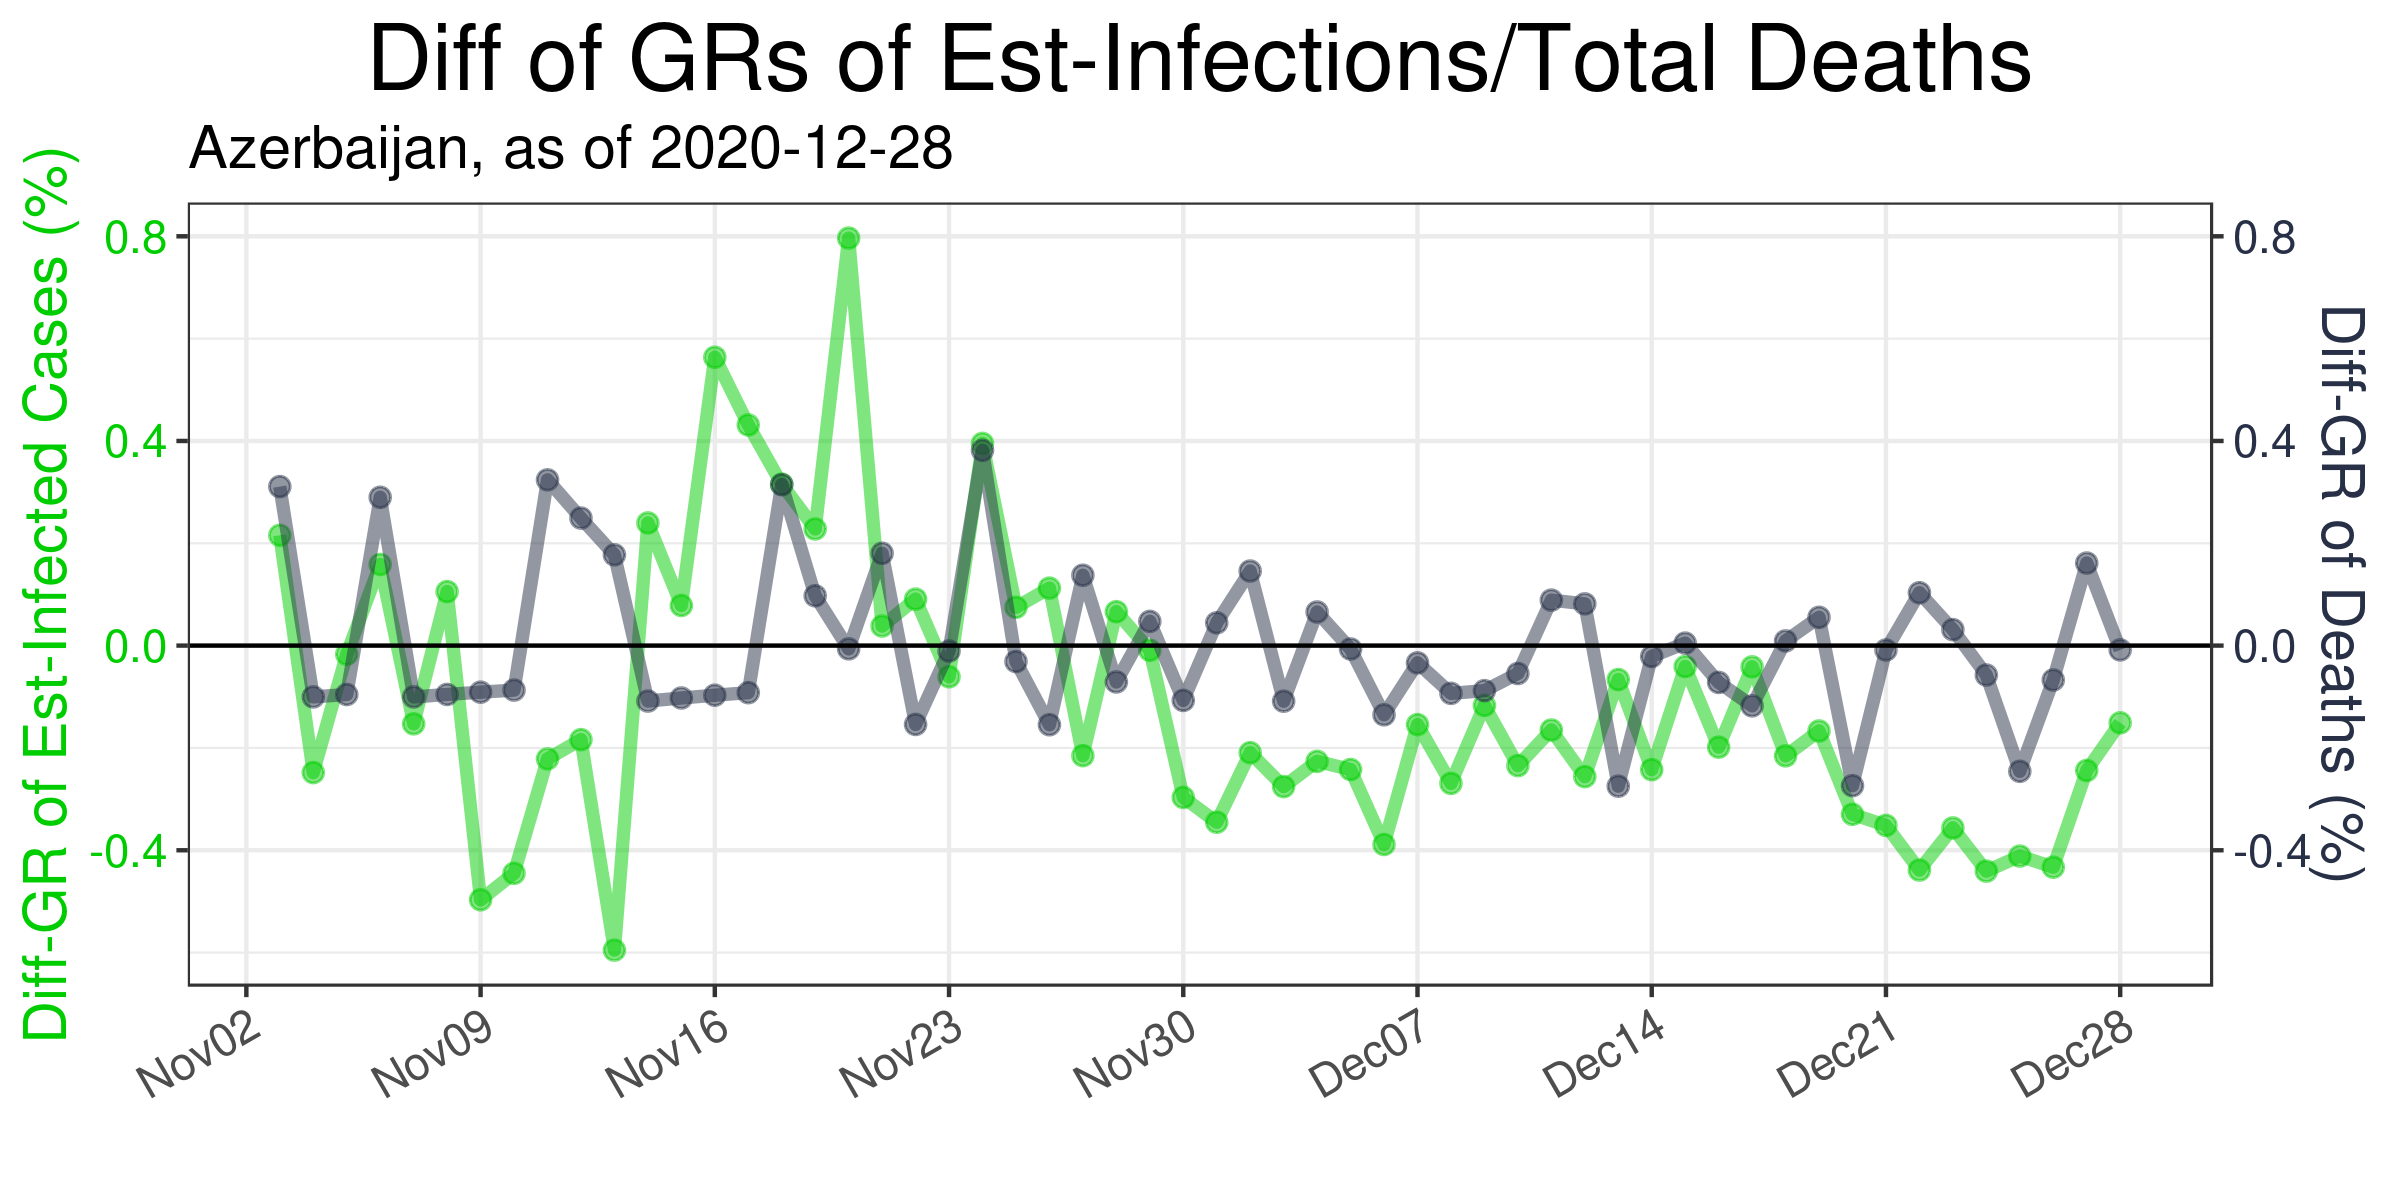 Diff of GRs of Est-Infections/Total Deaths
Azerbaijan, as of 2020-12-28
Diff-GR of Est-Infected Cases (%)
0.8
0.4
0.0
-0.4
0.8
0.4
0.0
-0.4
Diff-GR of Deaths (%)
Nov02
Nov09
Nov16
Nov23
Nov30
Dec07
Dec14
Dec21
Dec28